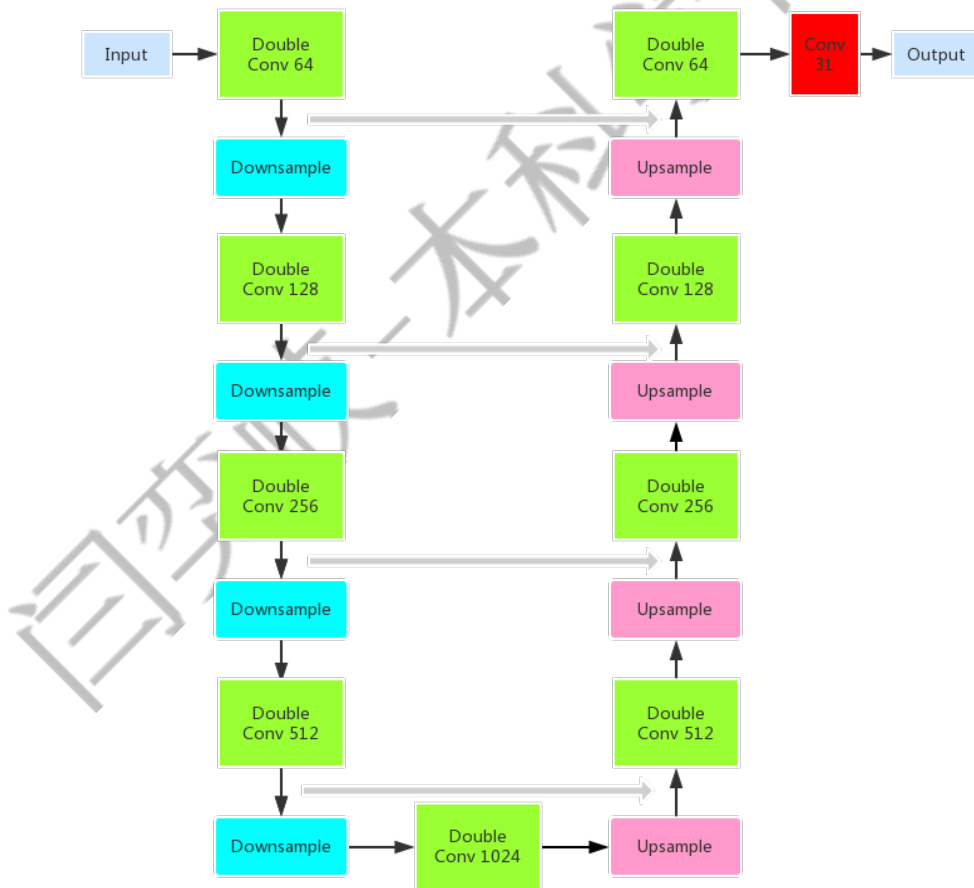 Input
Double
Conv 64
Downsample
Double
Conv 128
Downsample
Double
Conv 256
Downsample
Double
Conv 512
Downsample
Double
Conv 1024
Upsample
Double
Conv 512
Upsample
Double
Conv 256
Upsample
Double
Conv 128
Upsample
Double
Conv 64
Conv
31
Output
本科